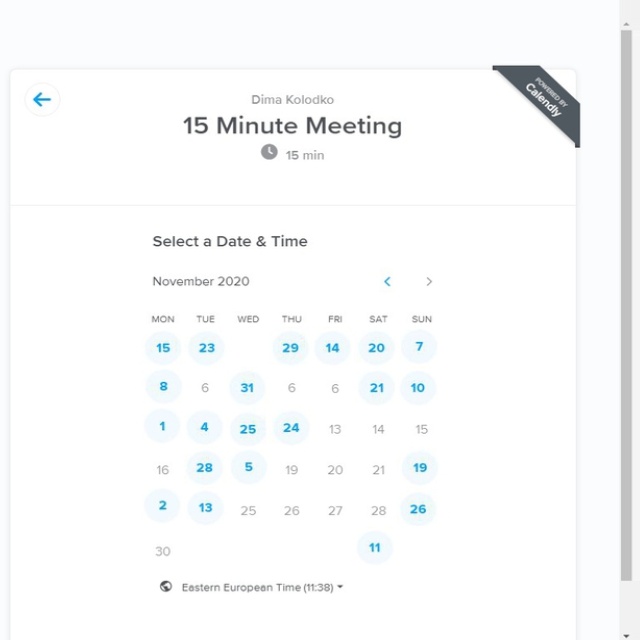 POWERED BY
Calendly
Dima Kolodko
15 Minute Meeting
15 min
Select a Date & Time
November 2020
MON TUE WED THU FRI SAT SUN
15 23 29 14 20 7
8 6 31 6 6 21 10
1 4 25 24 13 14 15
16 28 5 19 20 21 19
2 13 25 26 27 28 26
30 11
Eastern European Time (11:38)